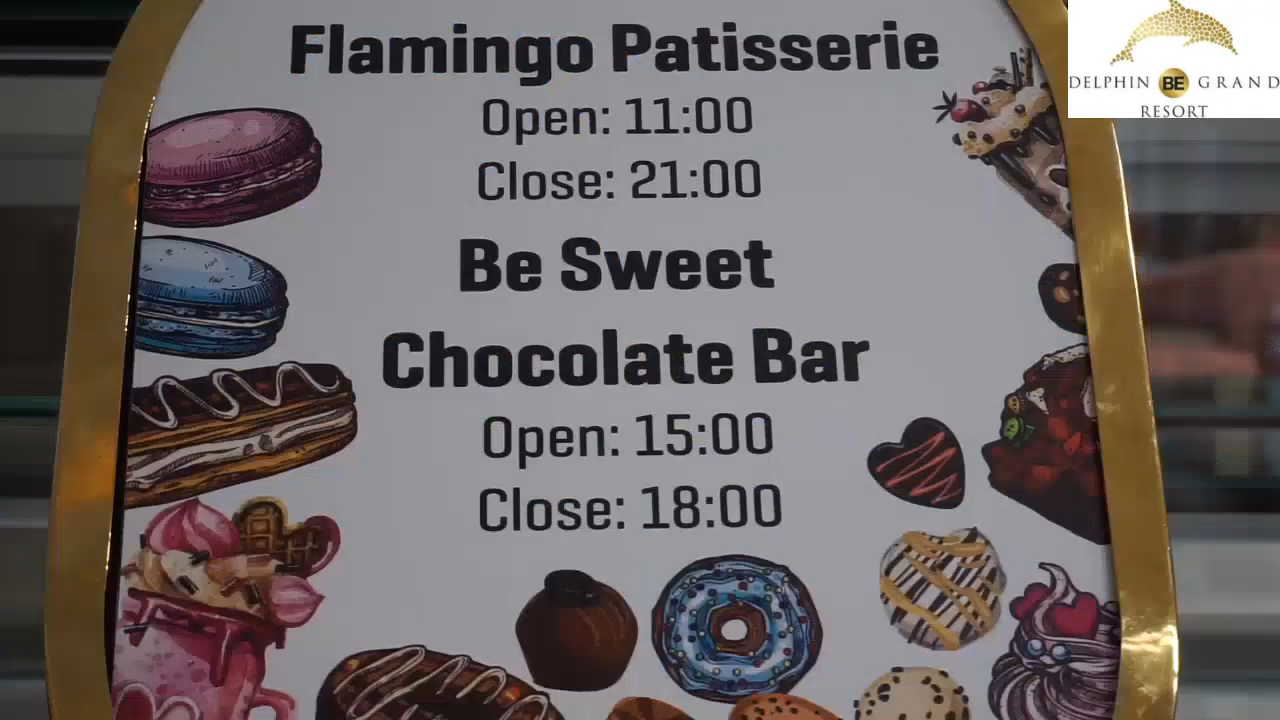 Flamingo Patisserie
Open: 11:00
Close: 21:00
Be Sweet
Chocolate Bar
Open: 15:00
Close: 18:00
DELPHIN BE GRAND
RESORT